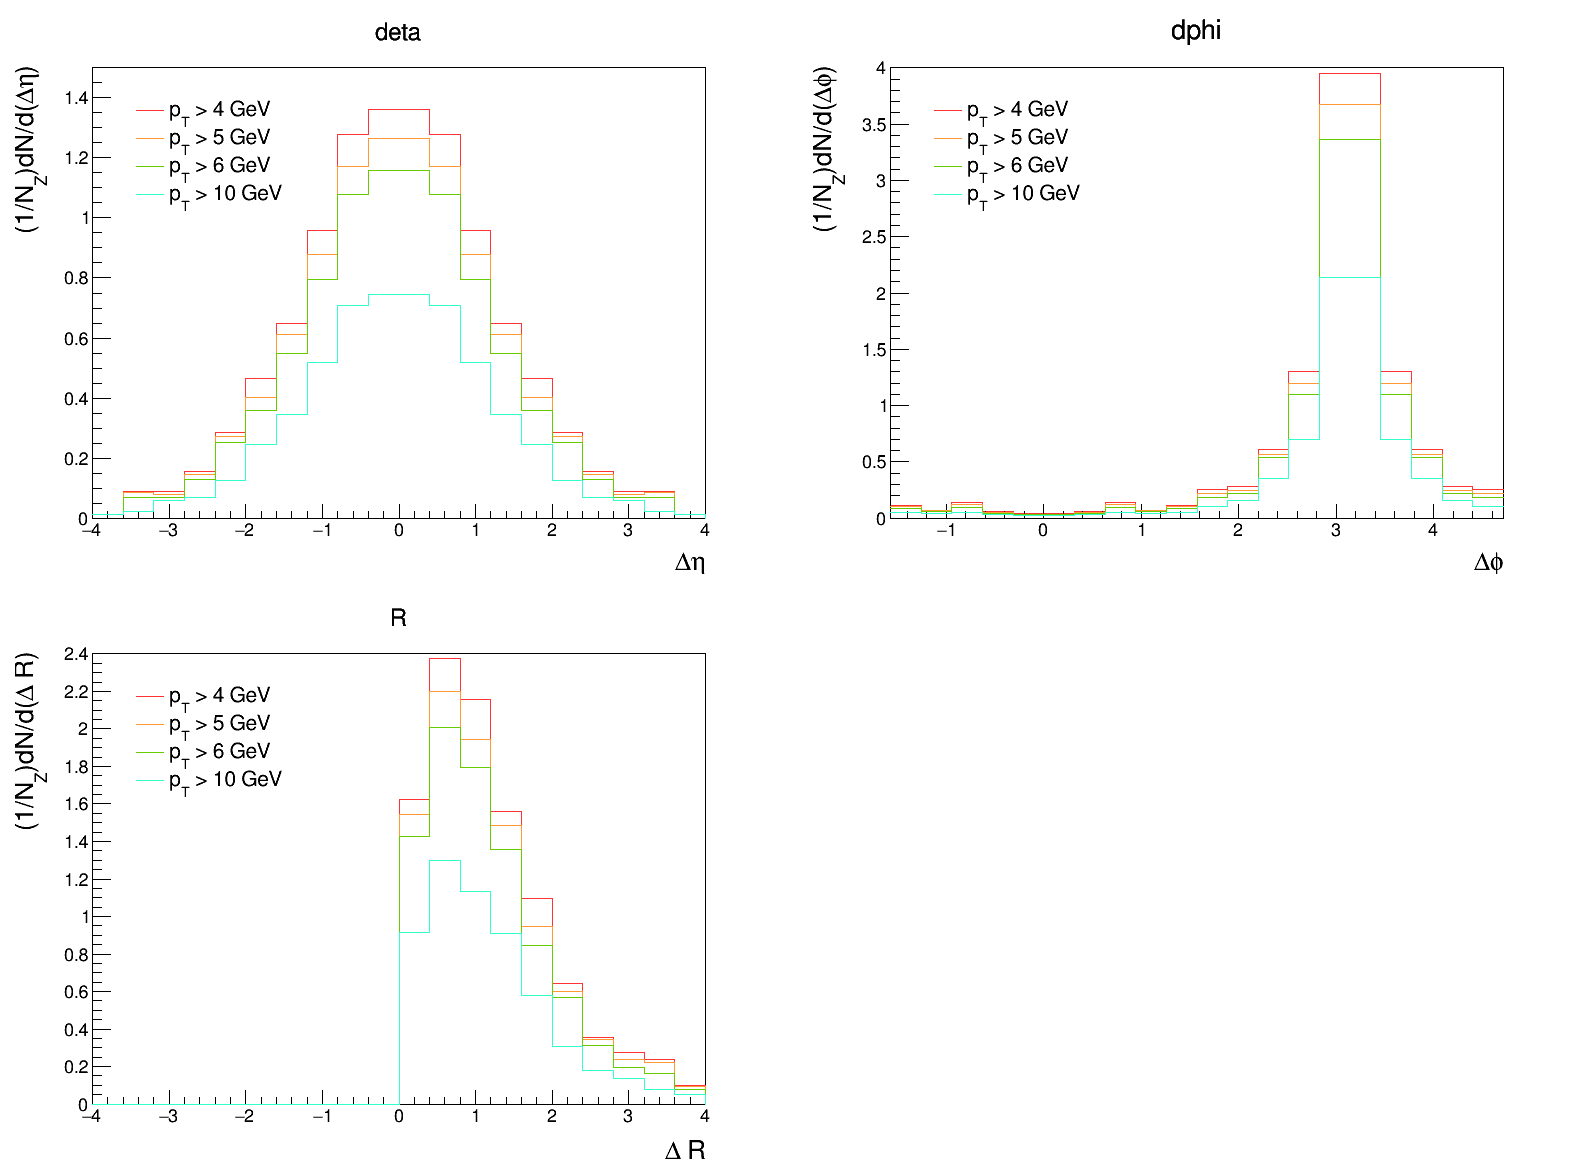 deta
(1/N_Z)dN/d(Δη)
p_T > 4 GeV
p_T > 5 GeV
p_T > 6 GeV
p_T > 10 GeV
1.4
1.2
1
0.8
0.6
0.4
0.2
0
−4 −3 −2 −1 0 1 2 3 4
Δη
dphi
(1/N_Z)dN/d(Δϕ)
p_T > 4 GeV
p_T > 5 GeV
p_T > 6 GeV
p_T > 10 GeV
4
3.5
3
2.5
2
1.5
1
0.5
0
−1 0 1 2 3 4
Δϕ
R
(1/N_Z)dN/d(Δ R)
p_T > 4 GeV
p_T > 5 GeV
p_T > 6 GeV
p_T > 10 GeV
2.4
2.2
2
1.8
1.6
1.4
1.2
1
0.8
0.6
0.4
0.2
0
−4 −3 −2 −1 0 1 2 3 4
Δ R